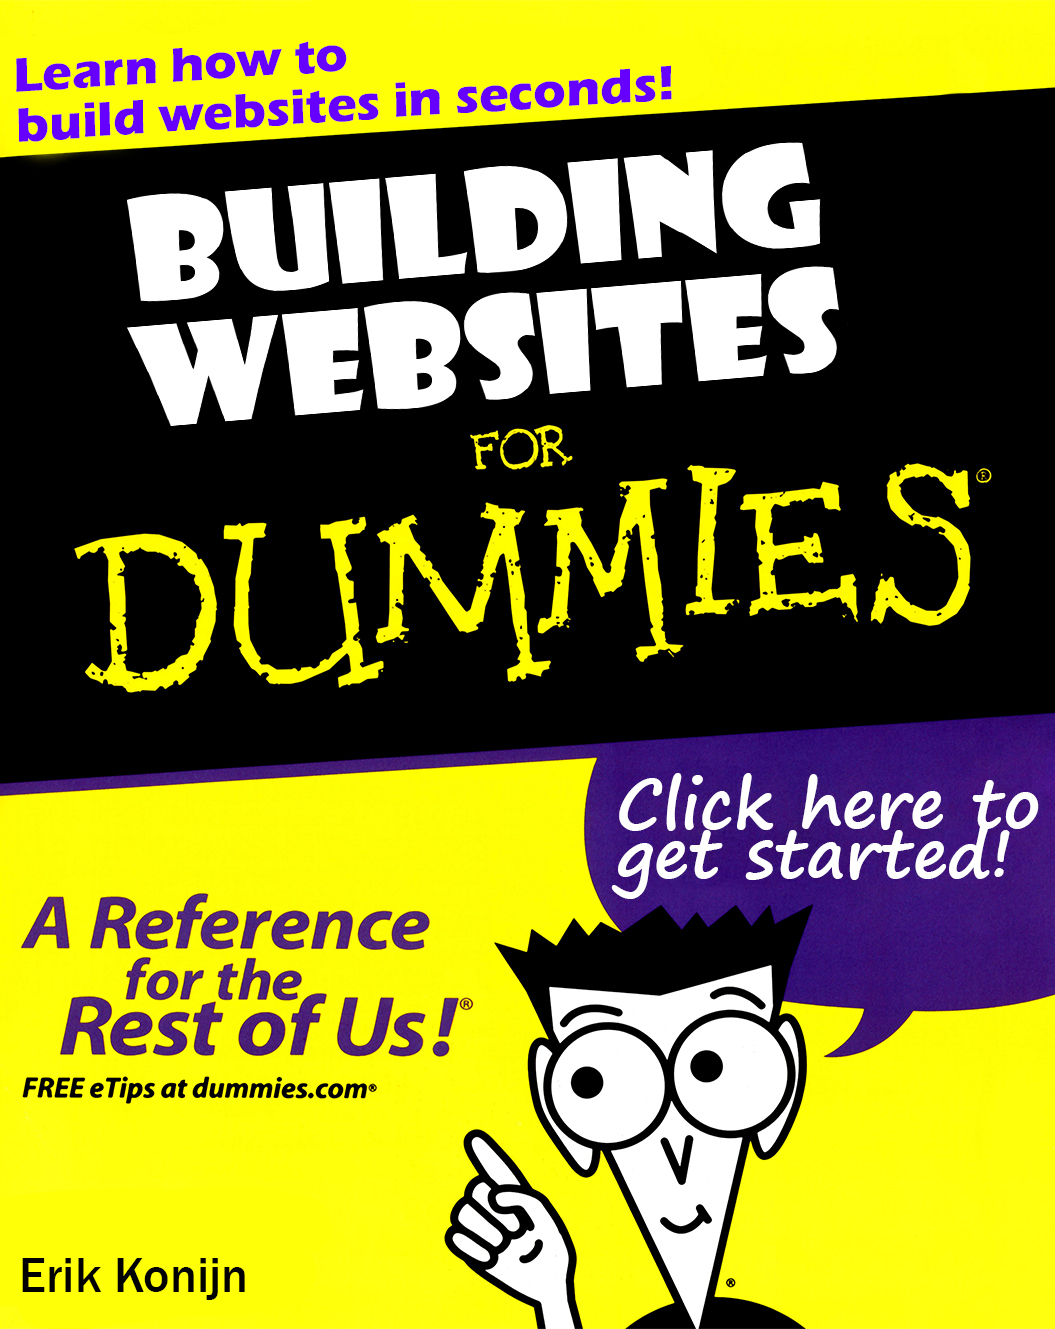 Learn how to
build websites in seconds!
BUILDING
WEBSITES
FOR
DUMMIES®
Click here to
get started!
A Reference
for the
Rest of Us!®
FREE eTips at dummies.com®
Erik Konijn
®